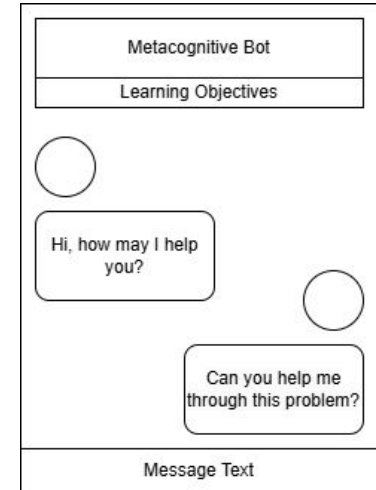 Metacognitive Bot
Learning Objectives
Hi, how may I help
you?
Can you help me
through this problem?
Message Text